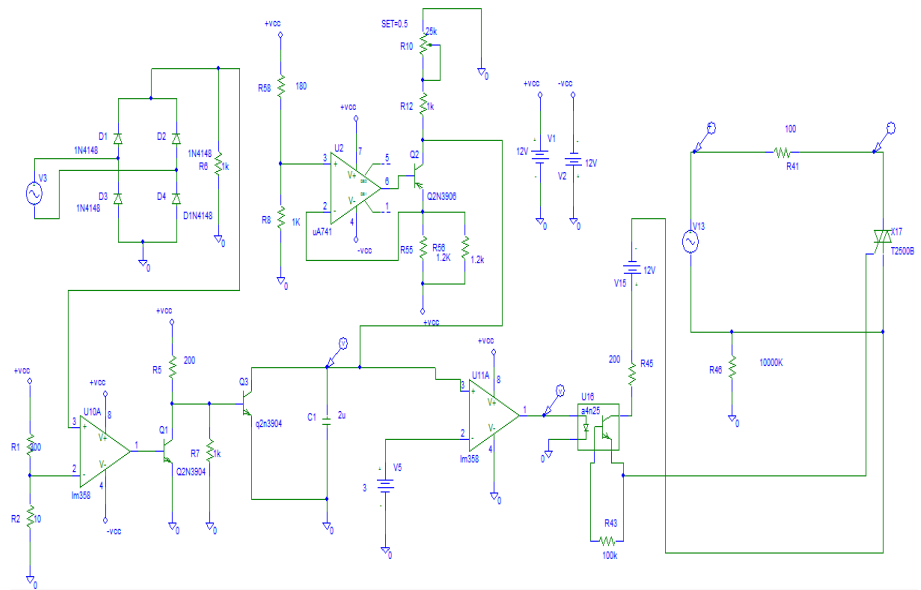 +vcc
SET=0.5
25k
R10
R58
180
+vcc
-vcc
0
R12
1k
+vcc
+vcc
V1
12V
V2
12V
100
R41
D1
D2
1N4148
1N4148
R6
1k
U2
7
5
3
+
V+
6
Q2
Q2N3906
V3
D3
D4
1N4148
D1N4148
2
-
V-
4
1
uA741
-vcc
R8
1K
R55
R56
1.2K
1.2k
0
0
0
0
0
+vcc
V13
X17
T2500B
12V
V15
+vcc
R5
200
+vcc
+vcc
R45
200
R46
10000K
0
Q3
q2n3904
C1
2u
U11A
8
3
+
V+
1
2
-
V-
4
lm358
U16
a4n25
0
U10A
8
3
+
V+
1
2
-
V-
4
lm358
R1
R2
10
Q1
Q2N3904
R7
1k
V5
3
-vcc
0
0
0
0
0
0
0
R43
100k